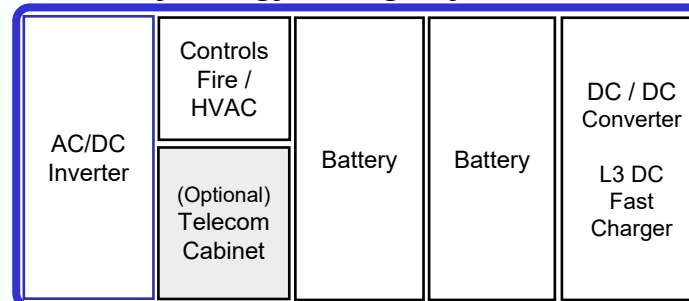 AC/DC
Inverter
Controls
Fire /
HVAC
(Optional)
Telecom
Cabinet
Battery
Battery
DC / DC
Converter
L3 DC
Fast
Charger